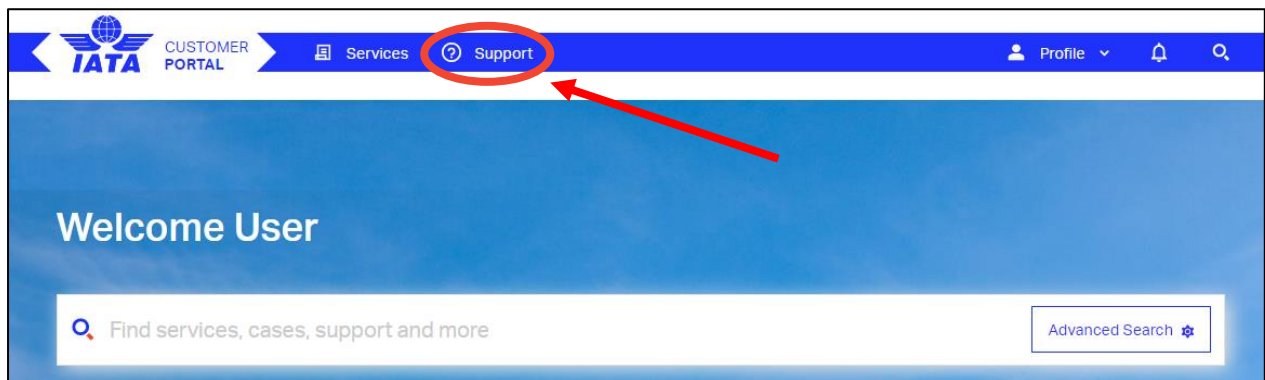 IATA
CUSTOMER
PORTAL
Services
Support
Profile
Welcome User
Find services, cases, support and more
Advanced Search